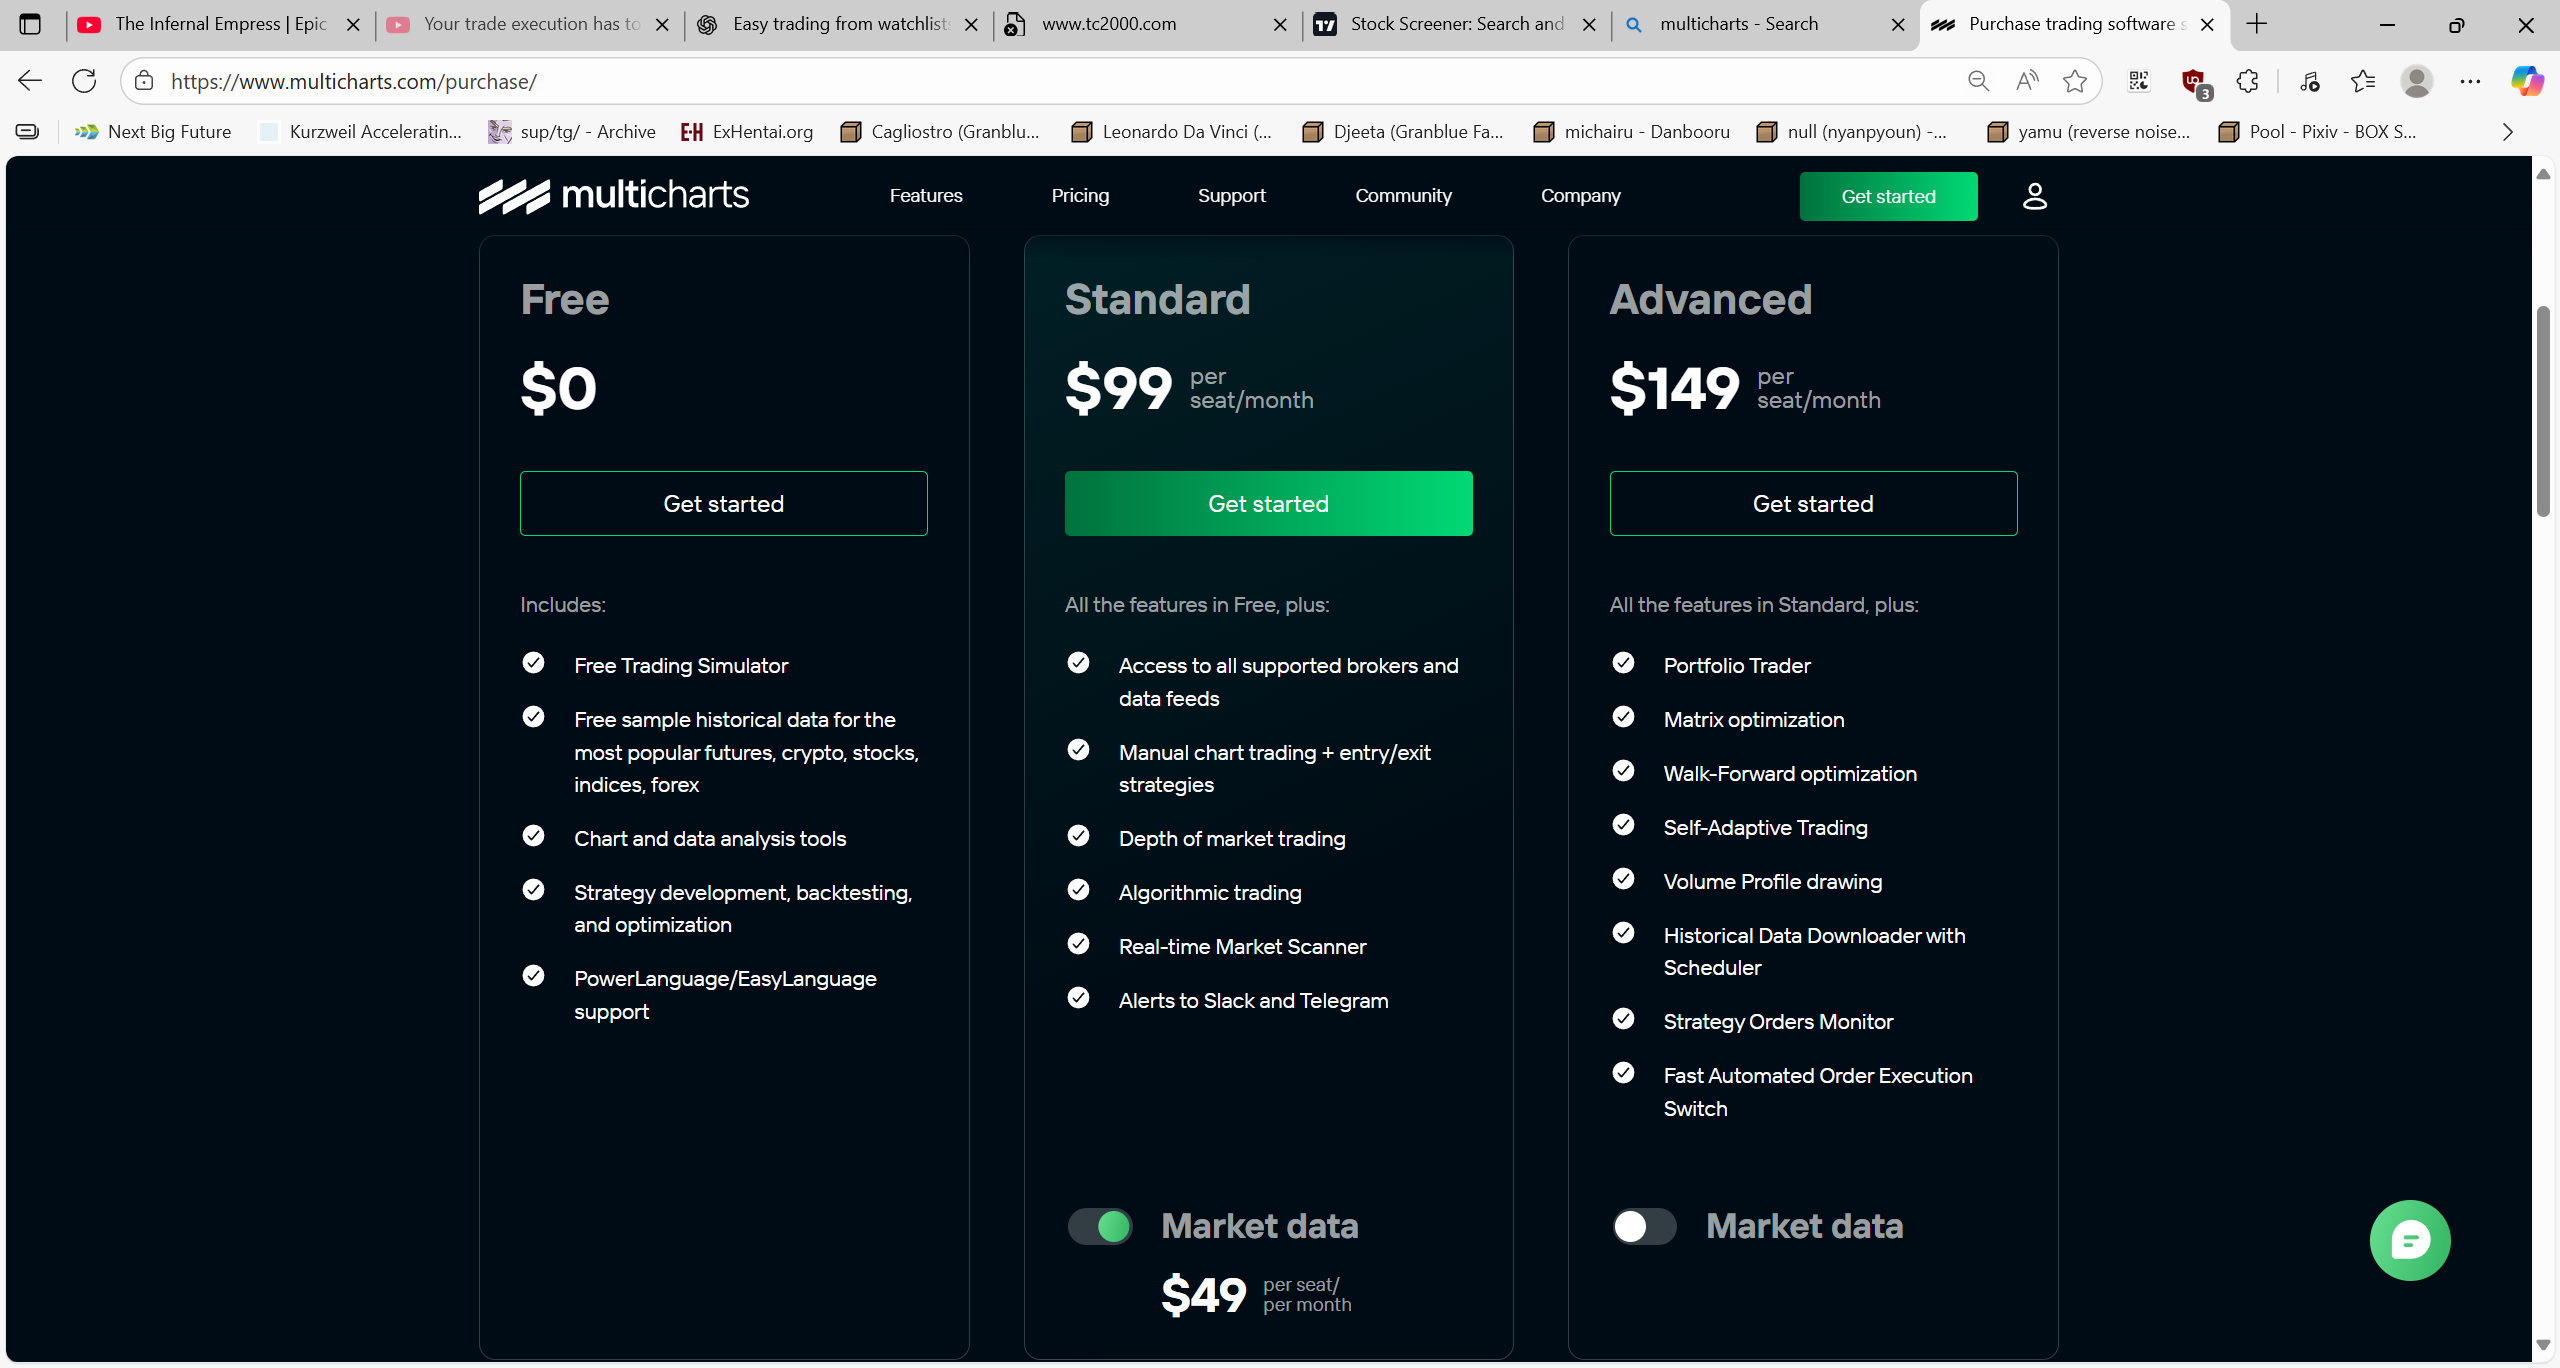 The Infernal Empress | Epic
Your trade execution has to
Easy trading from watchlists
www.tc2000.com
Stock Screener: Search and
multicharts - Search
Purchase trading software s
https://www.multicharts.com/purchase/
3
Next Big Future
Kurzweil Acceleratin...
sup/tg/ - Archive
E-H ExHentai.org
Cagliostro (Granblu...
Leonardo Da Vinci (...
Djeeta (Granblue Fa...
michairu - Danbooru
null (nyanpyoun) -...
yamu (reverse noise...
Pool - Pixiv - BOX S...
multicharts
Features
Pricing
Support
Community
Company
Get started
Free
$0
Get started
Includes:
Free Trading Simulator
Free sample historical data for the
most popular futures, crypto, stocks,
indices, forex
Chart and data analysis tools
Strategy development, backtesting,
and optimization
PowerLanguage/EasyLanguage
support
Standard
$99 per
seat/month
Get started
All the features in Free, plus:
Access to all supported brokers and
data feeds
Manual chart trading + entry/exit
strategies
Depth of market trading
Algorithmic trading
Real-time Market Scanner
Alerts to Slack and Telegram
Market data
$49 per seat/
per month
Advanced
$149 per
seat/month
Get started
All the features in Standard, plus:
Portfolio Trader
Matrix optimization
Walk-Forward optimization
Self-Adaptive Trading
Volume Profile drawing
Historical Data Downloader with
Scheduler
Strategy Orders Monitor
Fast Automated Order Execution
Switch
Market data